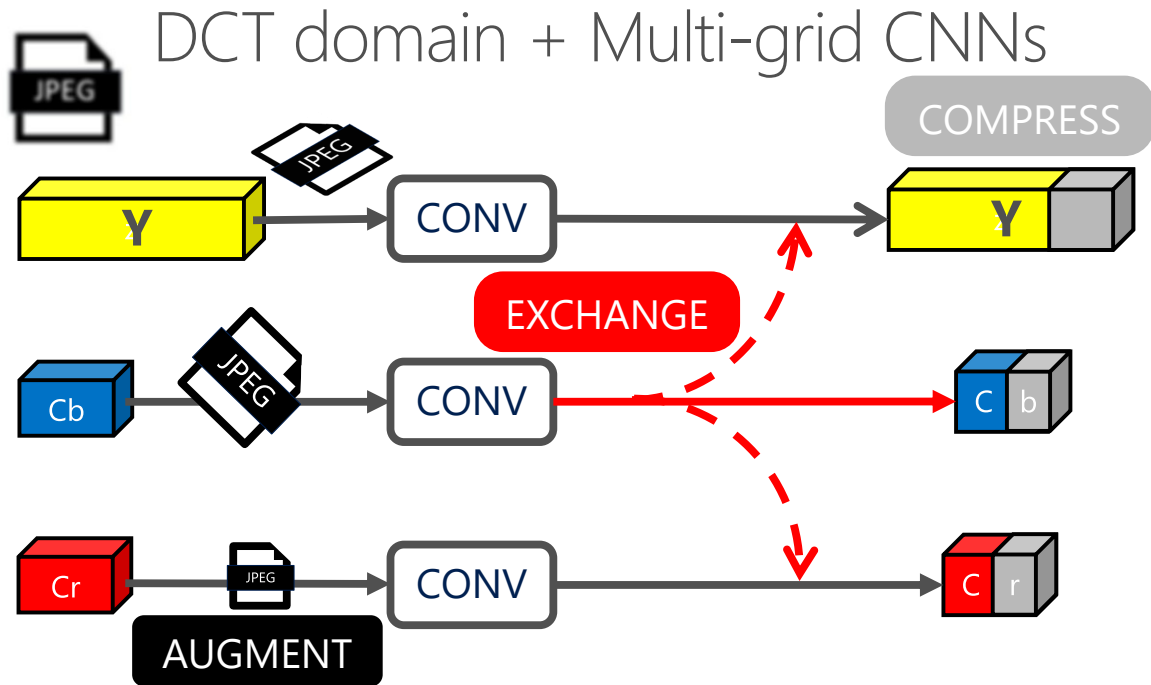 DCT domain + Multi-grid CNNs
JPEG
COMPRESS
JPEG
Y
CONV
Y
EXCHANGE
JPEG
Cb
CONV
C b
Cr
JPEG
CONV
C r
AUGMENT